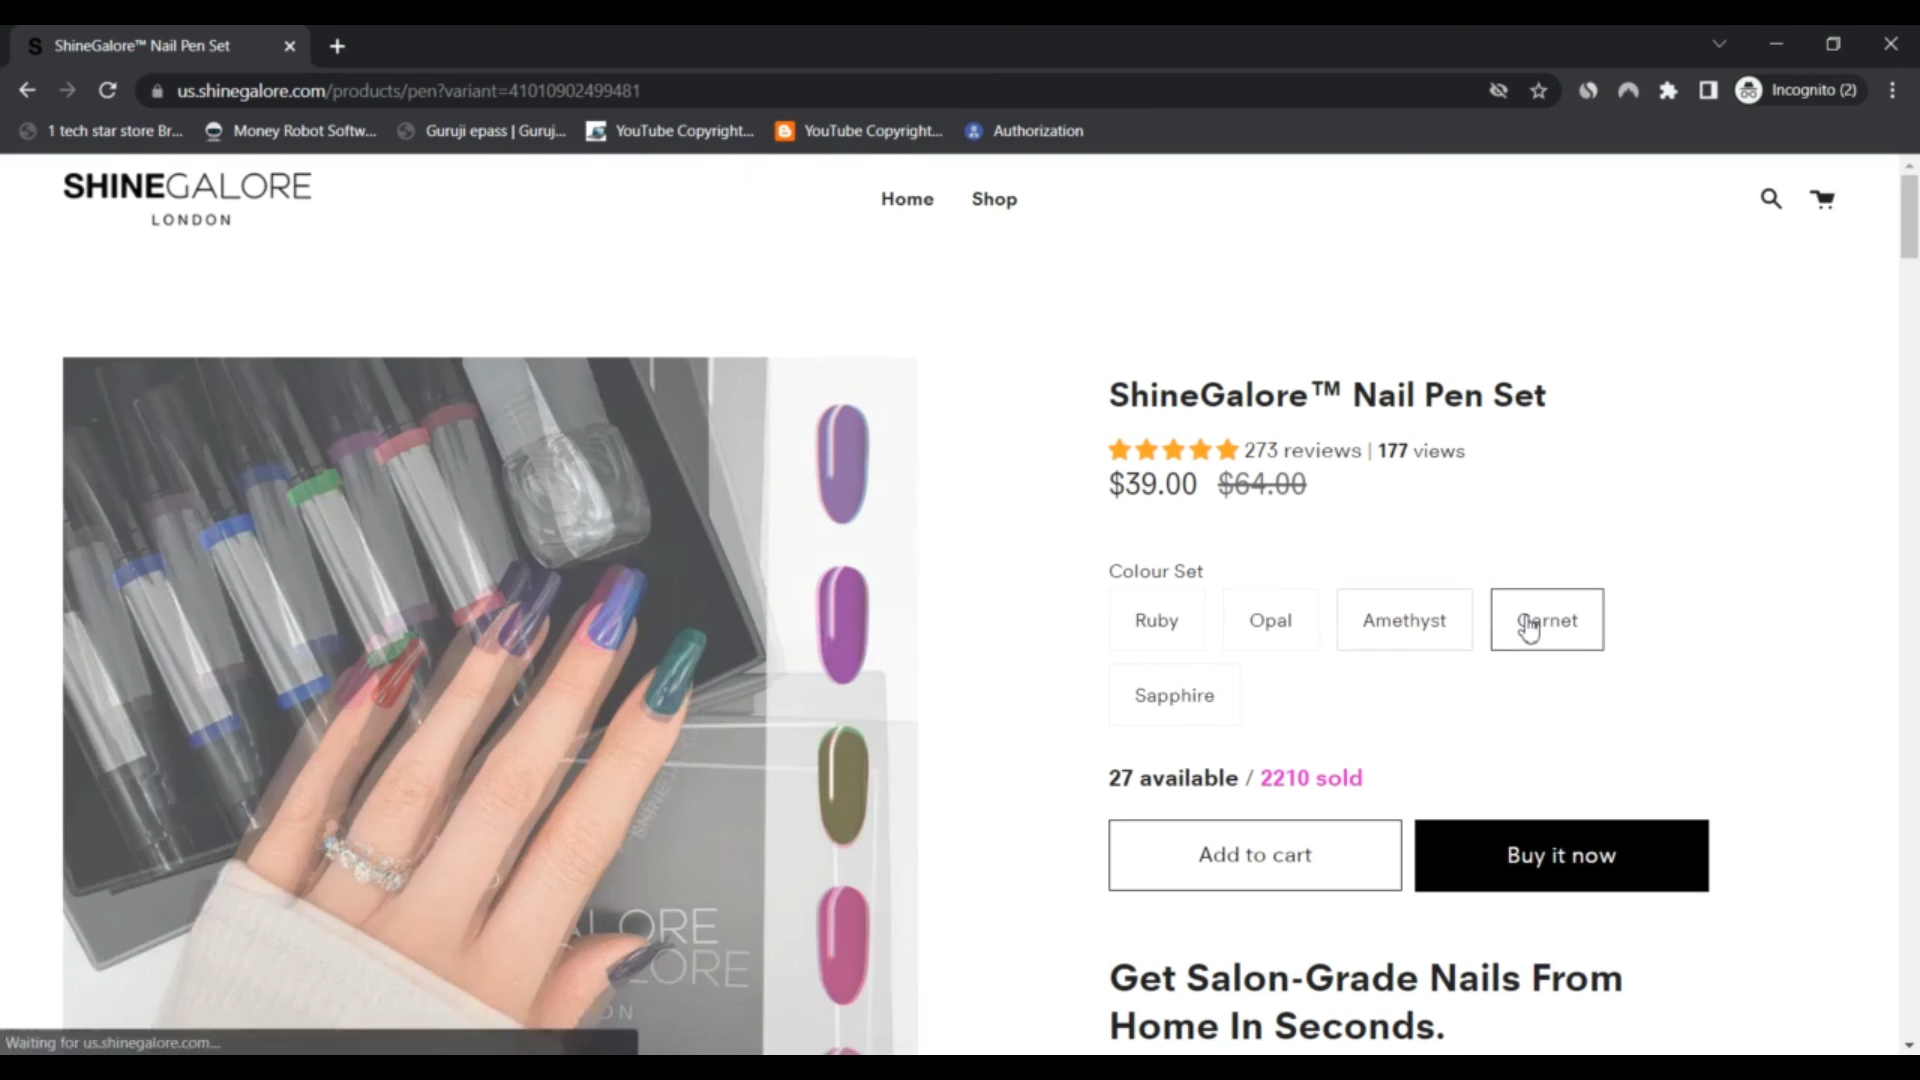 ShineGalore™ Nail Pen Set
us.shinegalore.com/products/pen?variant=41010902499481
Incognito (2)
1 tech star store Br...
Money Robot Softw...
Guruji epass | Guruj...
YouTube Copyright...
YouTube Copyright...
Authorization
SHINEGALORE
LONDON
Home
Shop
ShineGalore™ Nail Pen Set
273 reviews | 177 views
$39.00 $64.00
Colour Set
Ruby
Opal
Amethyst
Garnet
Sapphire
27 available / 2210 sold
Add to cart
Buy it now
Get Salon-Grade Nails From
Home In Seconds.
Waiting for us.shinegalore.com...